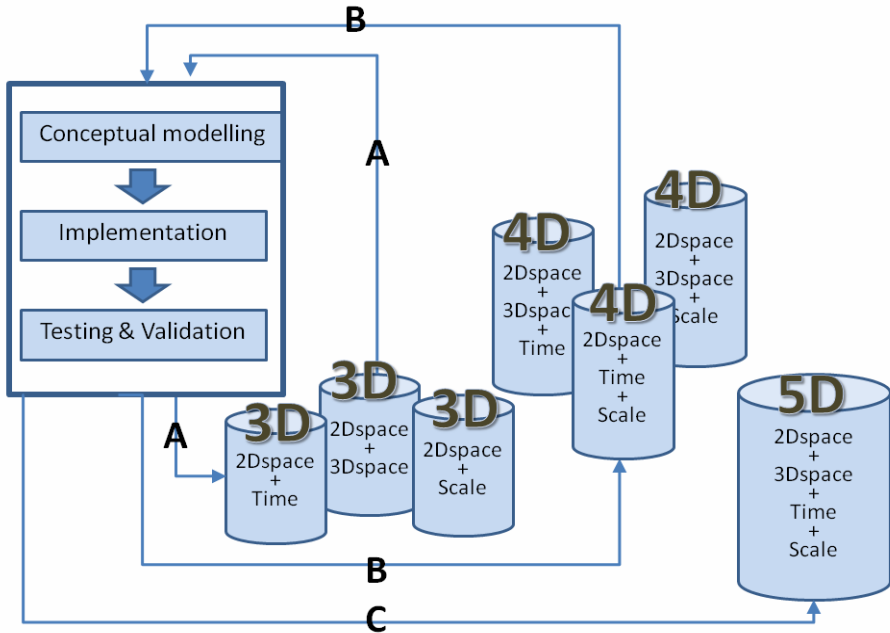 B
A
Conceptual modelling
Implementation
Testing & Validation
A
3D
2Dspace
+
Time
3D
2Dspace
+
3Dspace
3D
2Dspace
+
Scale
4D
2Dspace
+
3Dspace
+
Time
4D
2Dspace
+
Time
+
Scale
4D
2Dspace
+
3Dspace
+
Scale
5D
2Dspace
+
3Dspace
+
Time
+
Scale
B
C